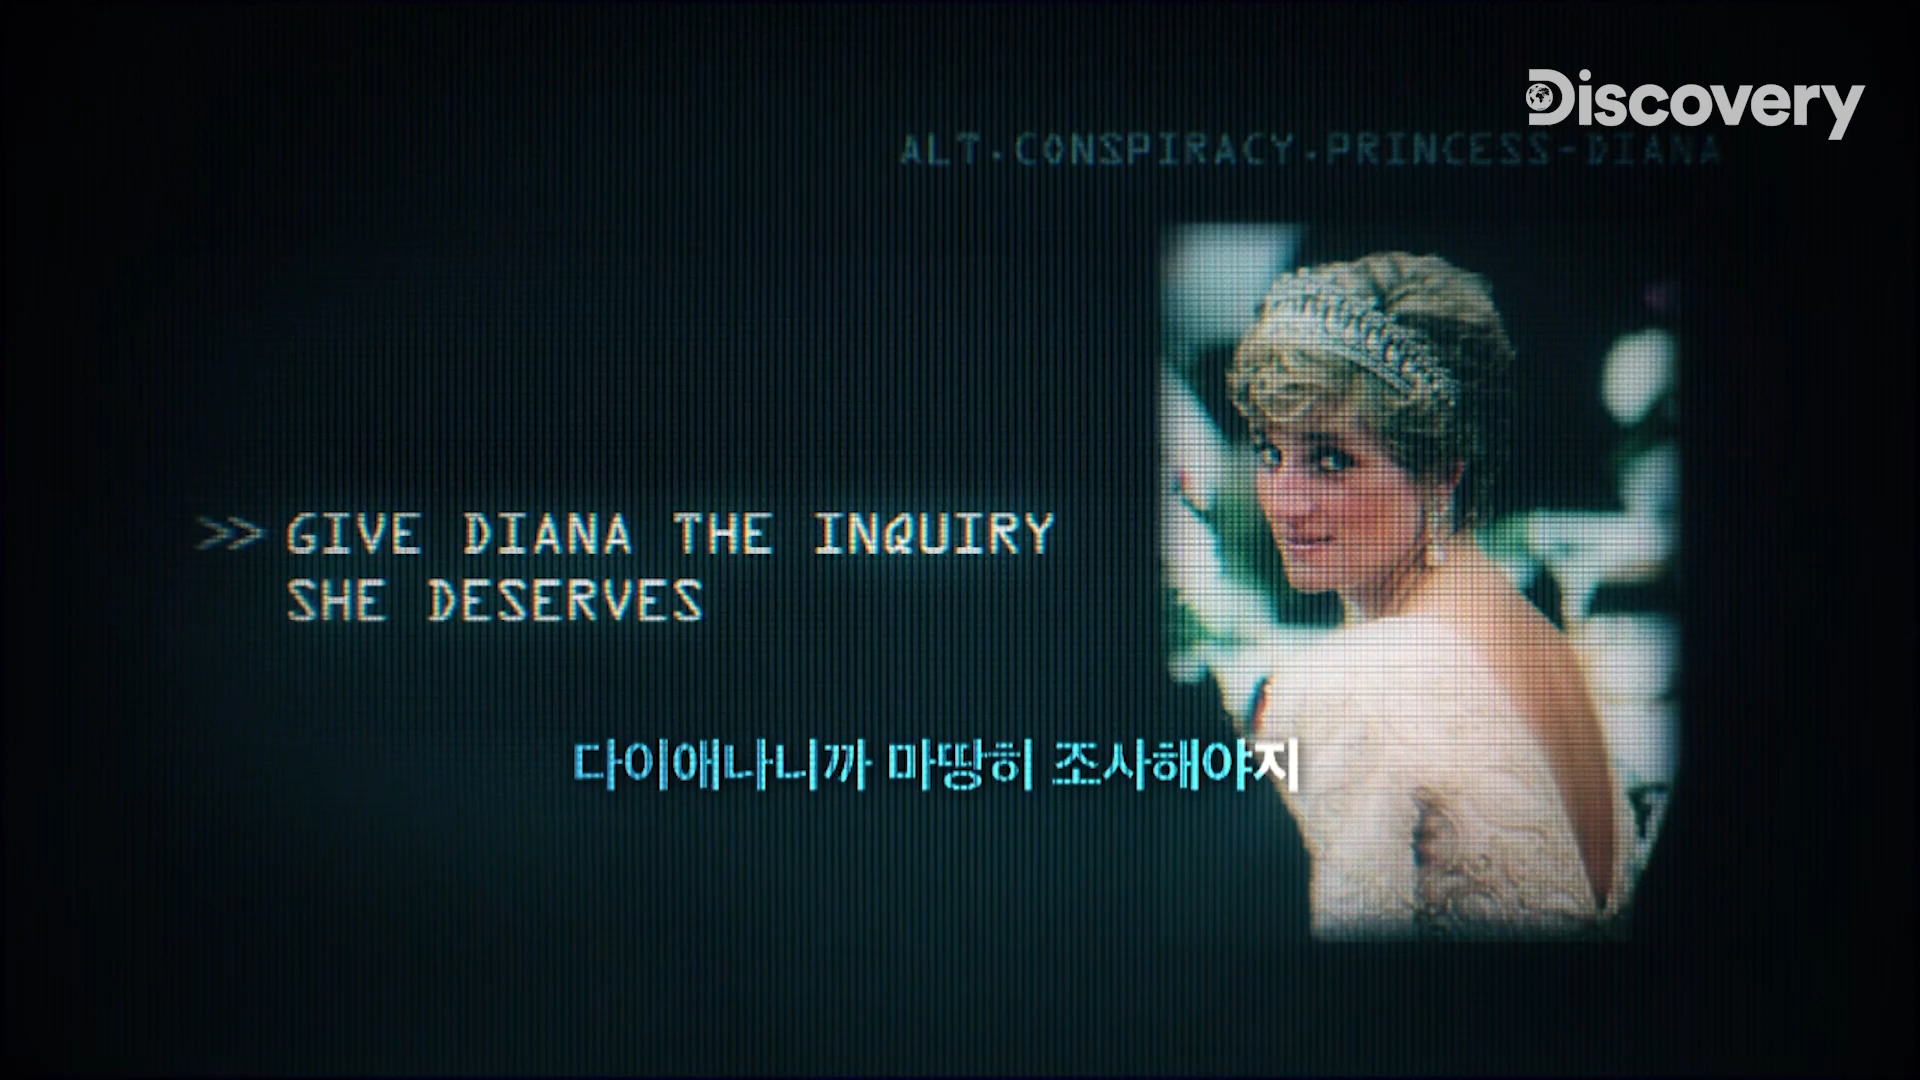 Discovery
ALT.CONSPIRACY.PRINCESS-DIANA
>> GIVE DIANA THE INQUIRY
SHE DESERVES
다이애나니까 마땅히 조사해야지